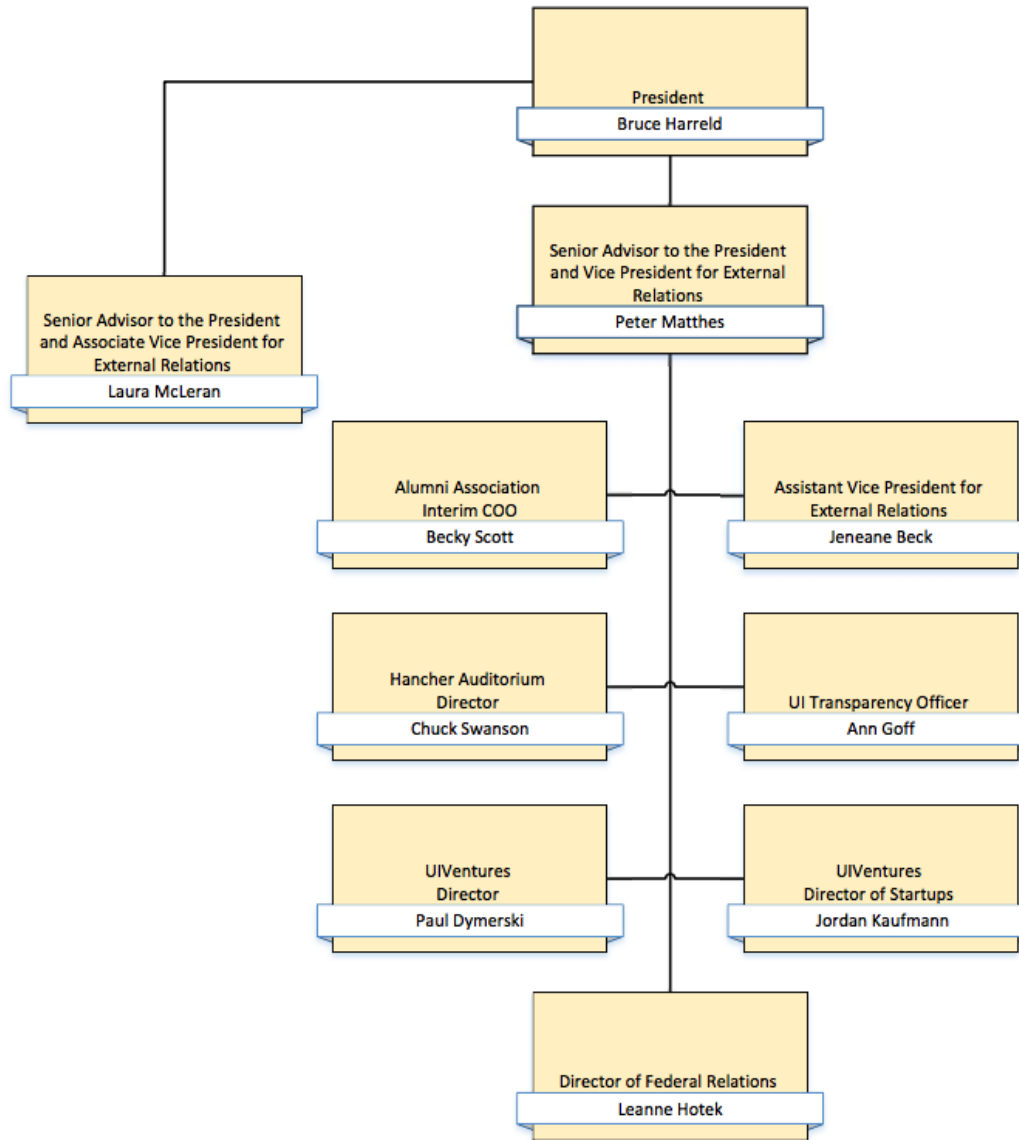 President
Bruce Harreld
Senior Advisor to the President
and Vice President for External
Relations
Peter Matthes
Senior Advisor to the President
and Associate Vice President for
External Relations
Laura McLeran
Alumni Association
Interim COO
Becky Scott
Assistant Vice President for
External Relations
Jeneane Beck
Hancher Auditorium
Director
Chuck Swanson
UI Transparency Officer
Ann Goff
UIVentures
Director
Paul Dymerski
UIVentures
Director of Startups
Jordan Kaufmann
Director of Federal Relations
Leanne Hotek